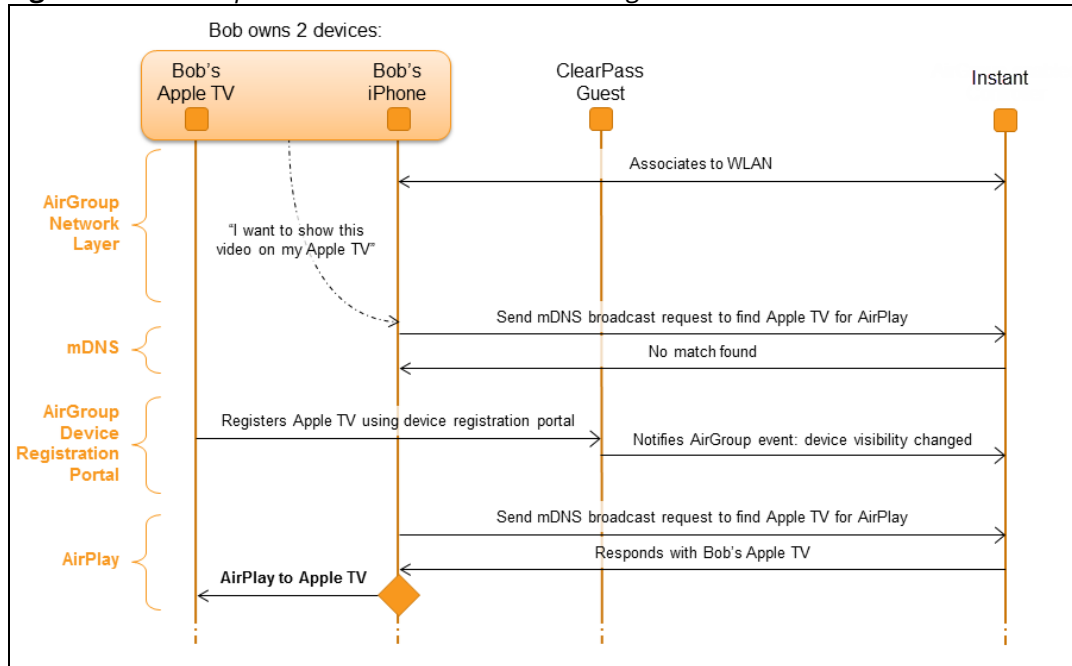 Bob owns 2 devices:
Bob's
Apple TV
Bob's
iPhone
ClearPass
Guest
Instant
Associates to WLAN
AirGroup
Network
Layer
“I want to show this
video on my Apple TV”
Send mDNS broadcast request to find Apple TV for AirPlay
mDNS
No match found
AirGroup
Device
Registration
Portal
Registers Apple TV using device registration portal
Notifies AirGroup event: device visibility changed
Send mDNS broadcast request to find Apple TV for AirPlay
AirPlay
Responds with Bob's Apple TV
AirPlay to Apple TV